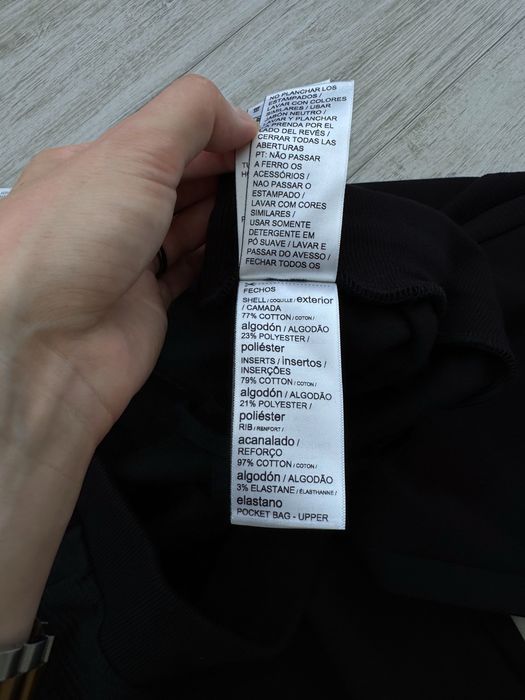 NO PLANCHAR LOS
ESTAMPADOS /
LAVAR CON COLORES
SIMILARES / USAR
JABÓN NEUTRO /
LAVAR Y PLANCHAR
PRENDA POR EL
LADO DEL REVÉS /
CERRAR TODAS LAS
ABERTURAS
PT: NÃO PASSAR
A FERRO OS
ACESSÓRIOS /
NAO PASSAR O
ESTAMPADO /
LAVAR COM CORES
SIMILARES /
USAR SOMENTE
DETERGENTE EM
PÓ SUAVE / LAVAR E
PASSAR DO AVESSO /
FECHAR TODOS OS
FECHOS
SHELL / COQUILLE / exterior
/ CAMADA
77% COTTON / COTON /
algodón / ALGODÃO
23% POLYESTER /
poliéster
INSERTS / insertos /
INSERÇÕES
79% COTTON / COTON /
algodón / ALGODÃO
21% POLYESTER /
poliéster
RIB / RENFORT /
acanalado /
REFORÇO
97% COTTON / COTON /
algodón / ALGODÃO
3% ELASTANE / ÉLASTHANNE /
elastano
POCKET BAG - UPPER